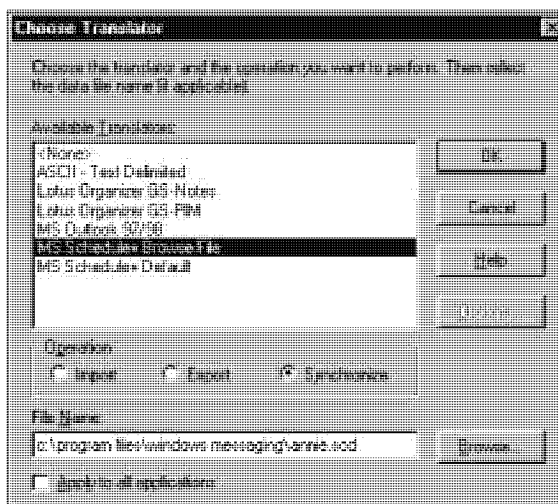 Choose Translator
Choose the translator and the operation you want to perform. Then select
the data file name (if applicable).
Available Translators:
<None>
ASCII - Text Delimited
Lotus Organizer GS-Notes
Lotus Organizer GS-PIM
MS Outlook 97/98
MS Schedule+ Browse File
MS Schedule+ Default
OK
Cancel
Help
Options...
Operation
Import
Export
Synchronize
File Name:
c:\program files\windows messaging\annie.scd
Browse...
Apply to all applications